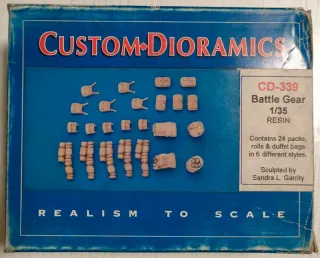 CUSTOM DIORAMICS
CD-339
Battle Gear
1/35
RESIN
Contains 24 packs,
rolls & duffel bags
in 6 different styles.
Sculpted by
Sandra L. Garrity
REALISM TO SCALE